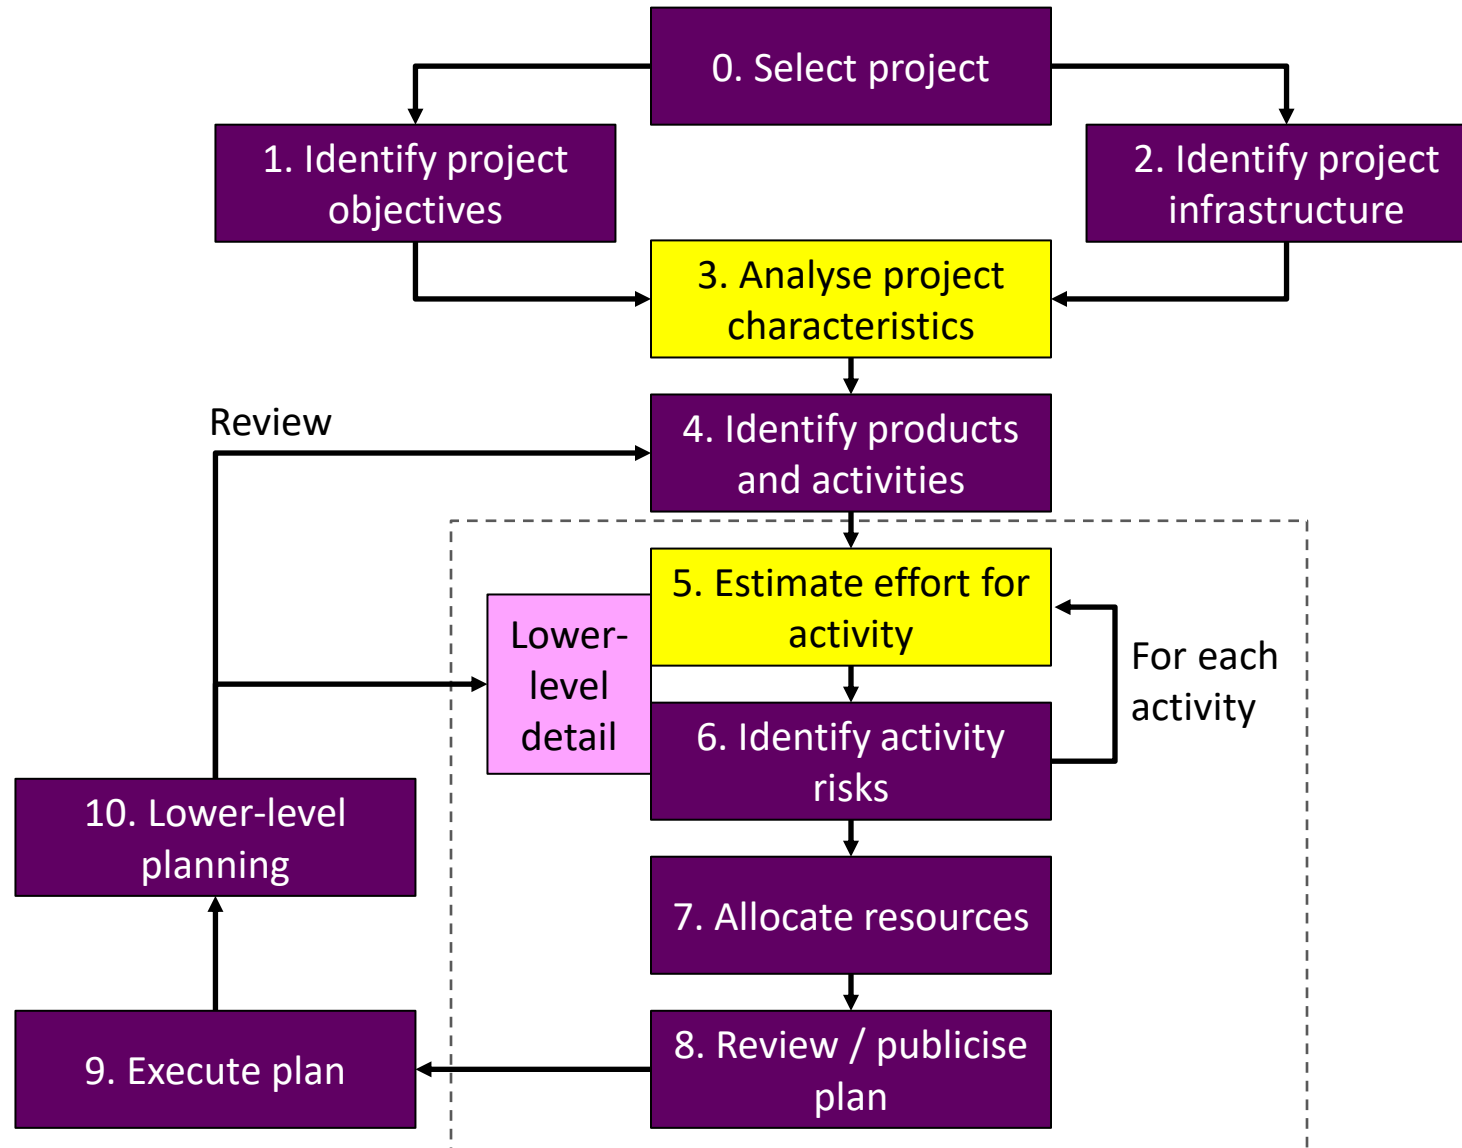 0. Select project
1. Identify project
objectives
2. Identify project
infrastructure
3. Analyse project
characteristics
Review
4. Identify products
and activities
5. Estimate effort for
activity
Lower-
level
detail
For each
activity
6. Identify activity
risks
10. Lower-level
planning
7. Allocate resources
8. Review / publicise
plan
9. Execute plan